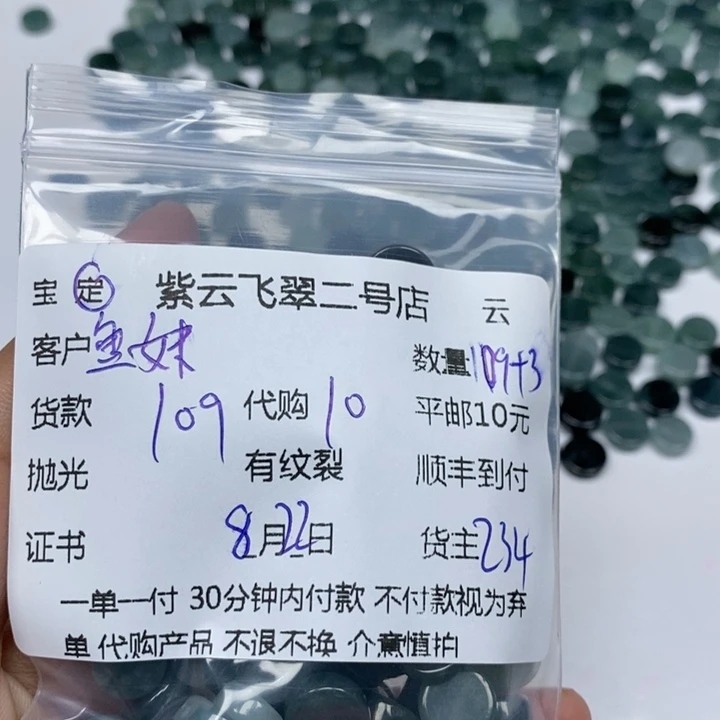 宝 定 紫云飞翠二号店 云
客户 鱼妹 数量 109+3
货款 109 代购 10 平邮10元
抛光 有纹裂 顺丰到付
证书 8月22日 货主 234
一单一付 30分钟内付款 不付款视为弃
单 代购产品 不退不换 介意慎拍